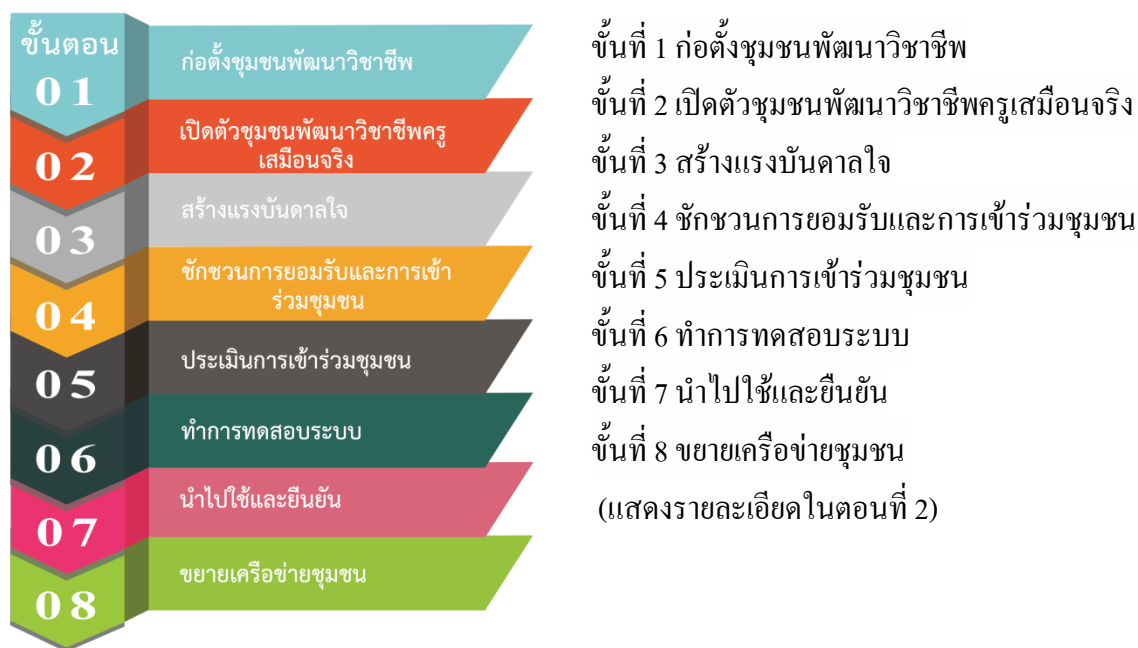 ขั้นตอน
01
ก่อตั้งชุมชนพัฒนาวิชาชีพ
02
เปิดตัวชุมชนพัฒนาวิชาชีพครู
เสมือนจริง
03
สร้างแรงบันดาลใจ
04
ชักชวนการยอมรับและการเข้า
ร่วมชุมชน
05
ประเมินการเข้าร่วมชุมชน
06
ทำการทดสอบระบบ
07
นำไปใช้และยืนยัน
08
ขยายเครือข่ายชุมชน
ขั้นที่ 1 ก่อตั้งชุมชนพัฒนาวิชาชีพ
ขั้นที่ 2 เปิดตัวชุมชนพัฒนาวิชาชีพครูเสมือนจริง
ขั้นที่ 3 สร้างแรงบันดาลใจ
ขั้นที่ 4 ชักชวนการยอมรับและการเข้าร่วมชุมชน
ขั้นที่ 5 ประเมินการเข้าร่วมชุมชน
ขั้นที่ 6 ทำการทดสอบระบบ
ขั้นที่ 7 นำไปใช้และยืนยัน
ขั้นที่ 8 ขยายเครือข่ายชุมชน
(แสดงรายละเอียดในตอนที่ 2)